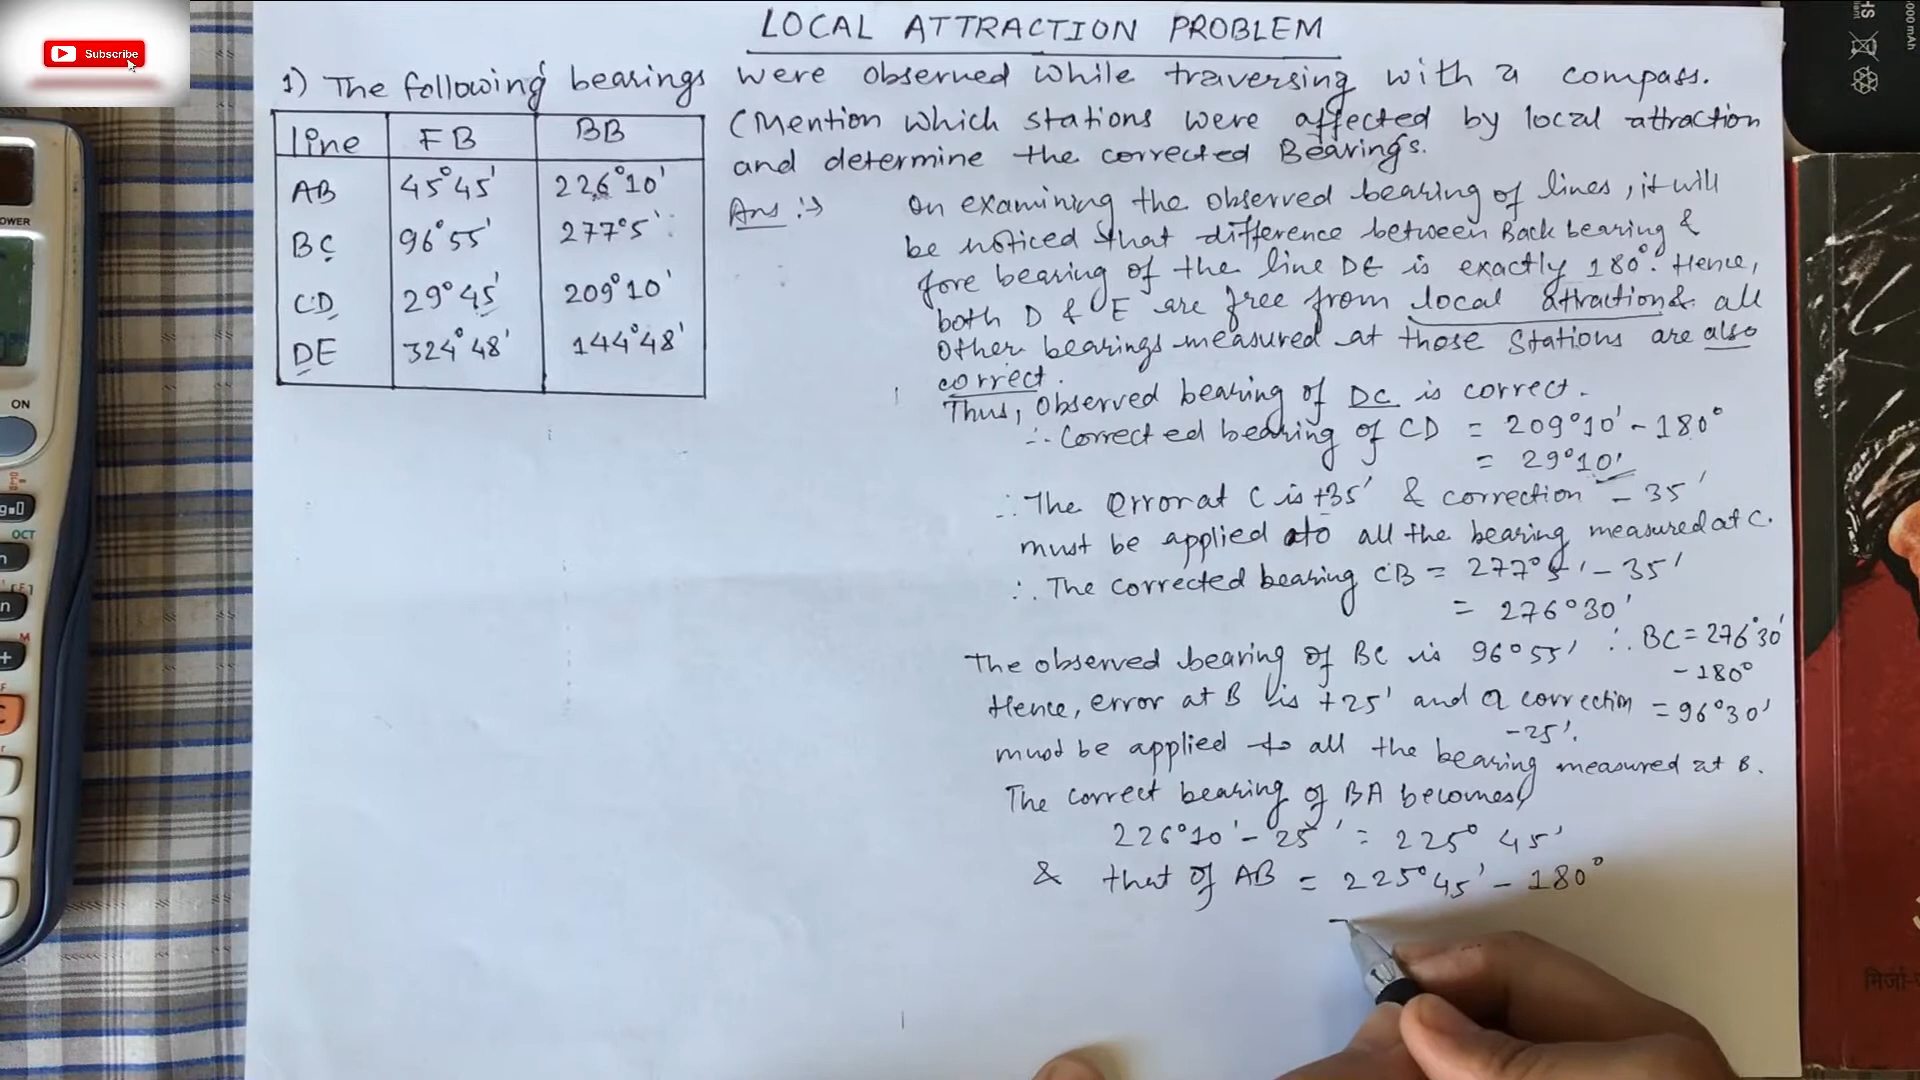 Subscribe
LOCAL ATTRACTION PROBLEM
1) The following bearings were observed while traversing with a compass.
(Mention which stations were affected by local attraction
and determine the corrected Bearings.
line FB BB
AB 45°45' 226°10'
BC 96°55' 277°5'
CD 29°45' 209°10'
DE 324°48' 144°48'
Ans :→ On examining the observed bearing of lines, it will
be noticed that difference between Back bearing &
fore bearing of the line DE is exactly 180°. Hence,
both D & E are free from local attraction & all
other bearings measured at those stations are also
correct.
Thus, observed bearing of DC is correct.
∴ Corrected bearing of CD = 209°10' - 180°
= 29°10'
∴ The error at C is +35' & correction - 35'
must be applied to all the bearing measured at C.
∴ The corrected bearing CB = 277°5' - 35'
= 276°30'
The observed bearing of BC is 96°55' ∴ BC = 276°30'
- 180°
Hence, error at B is +25' and a correction = 96°30'
-25'.
must be applied to all the bearing measured at B.
The correct bearing of BA becomes,
226°10' - 25' = 225° 45'
& that of AB = 225°45' - 180°
POWER
ON
OCT
M
HS
000 mAh
मिर्जा